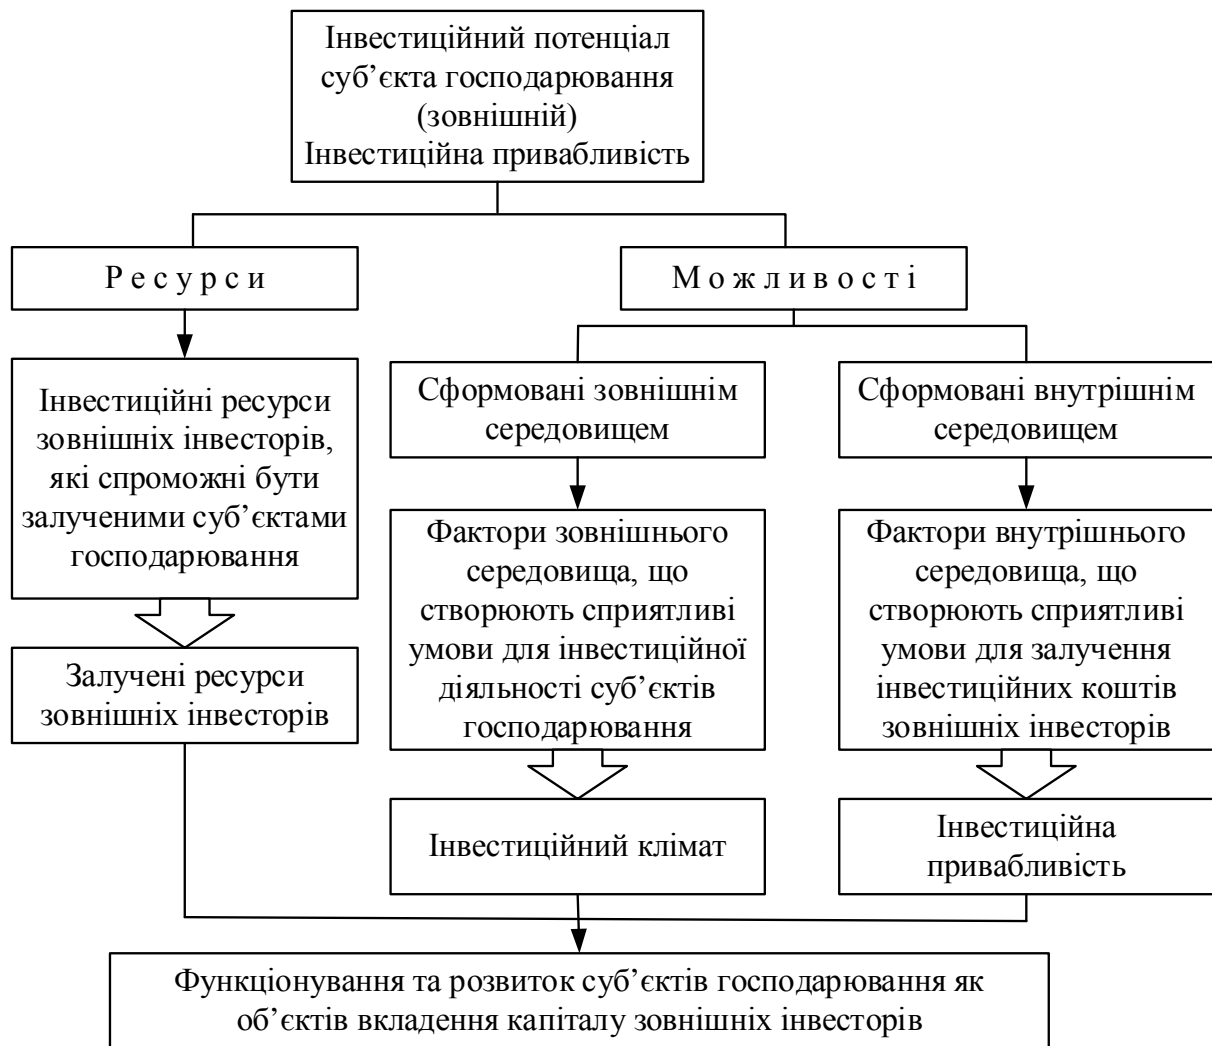 Інвестиційний потенціал
суб’єкта господарювання
(зовнішній)
Інвестиційна привабливість
Р е с у р с и
М о ж л и в о с т і
Інвестиційні ресурси
зовнішніх інвесторів,
які спроможні бути
залученими суб’єктами
господарювання
Сформовані зовнішнім
середовищем
Сформовані внутрішнім
середовищем
Фактори зовнішнього
середовища, що
створюють сприятливі
умови для інвестиційної
діяльності суб’єктів
господарювання
Фактори внутрішнього
середовища, що
створюють сприятливі
умови для залучення
інвестиційних коштів
зовнішніх інвесторів
Залучені ресурси
зовнішніх інвесторів
Інвестиційний клімат
Інвестиційна
привабливість
Функціонування та розвиток суб’єктів господарювання як
об’єктів вкладення капіталу зовнішніх інвесторів